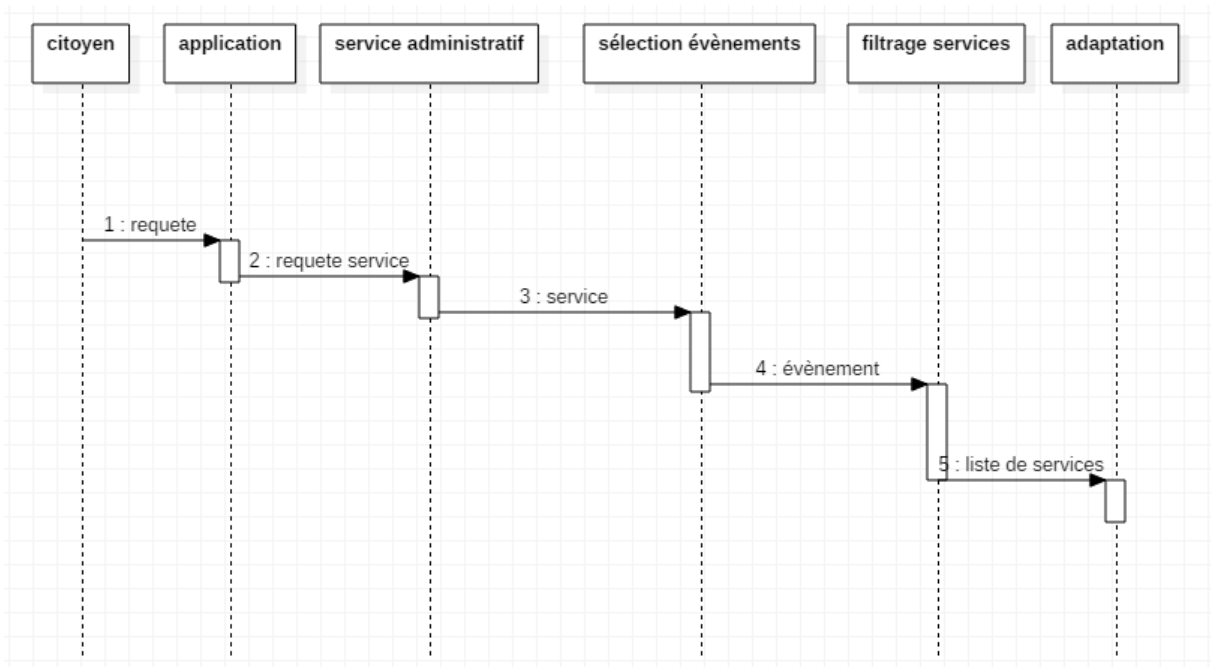 citoyen
application
service administratif
sélection évènements
filtrage services
adaptation
1 : requete
2 : requete service
3 : service
4 : évènement
5 : liste de services